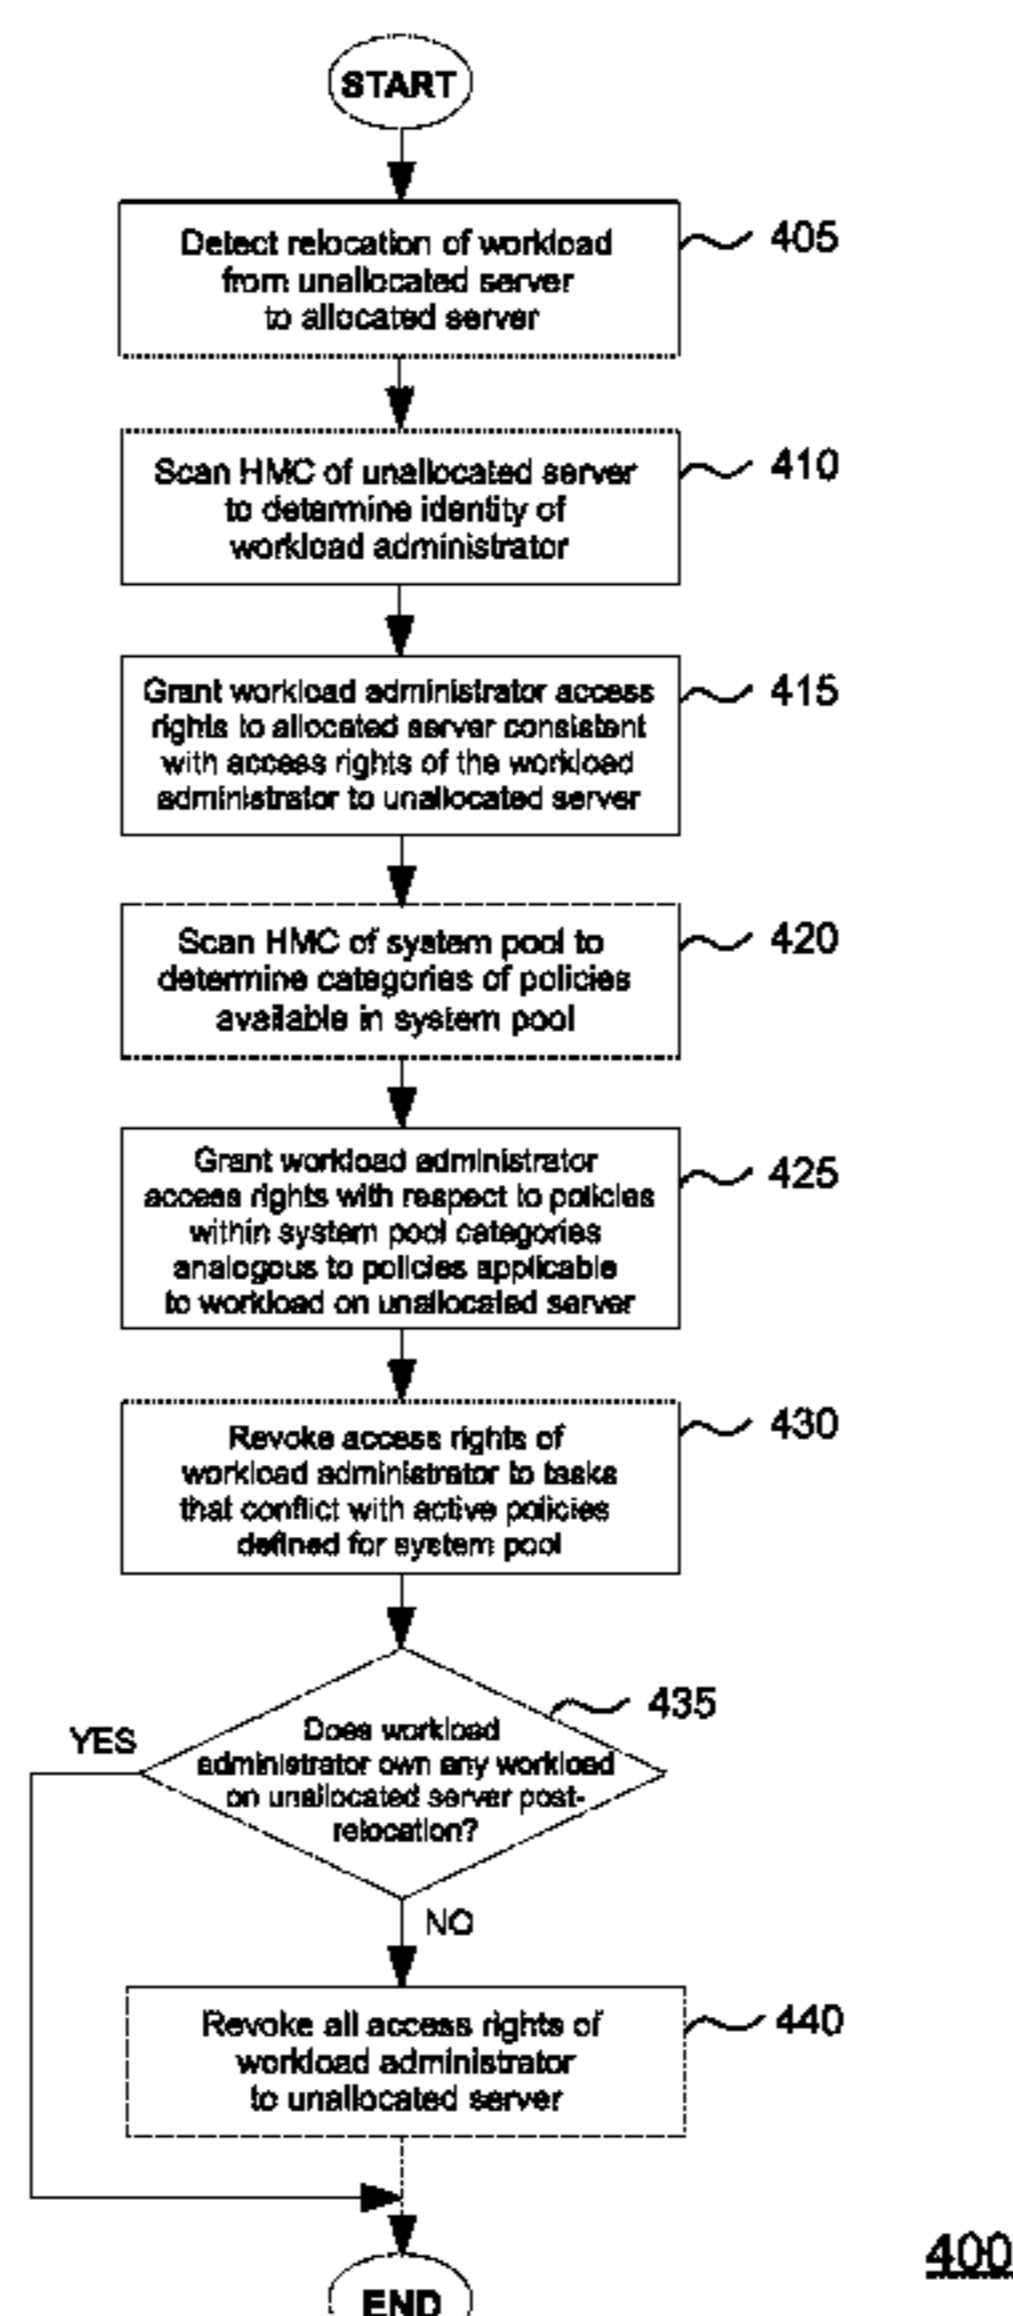 START
Detect relocation of workload
from unallocated server
to allocated server
405
Scan HMC of unallocated server
to determine identity of
workload administrator
410
Grant workload administrator access
rights to allocated server consistent
with access rights of the workload
administrator to unallocated server
415
Scan HMC of system pool to
determine categories of policies
available in system pool
420
Grant workload administrator
access rights with respect to policies
within system pool categories
analogous to policies applicable
to workload on unallocated server
425
Revoke access rights of
workload administrator to tasks
that conflict with active policies
defined for system pool
430
Does workload
administrator own any workload
on unallocated server post-
relocation?
435
YES
NO
Revoke all access rights of
workload administrator
to unallocated server
440
END
400